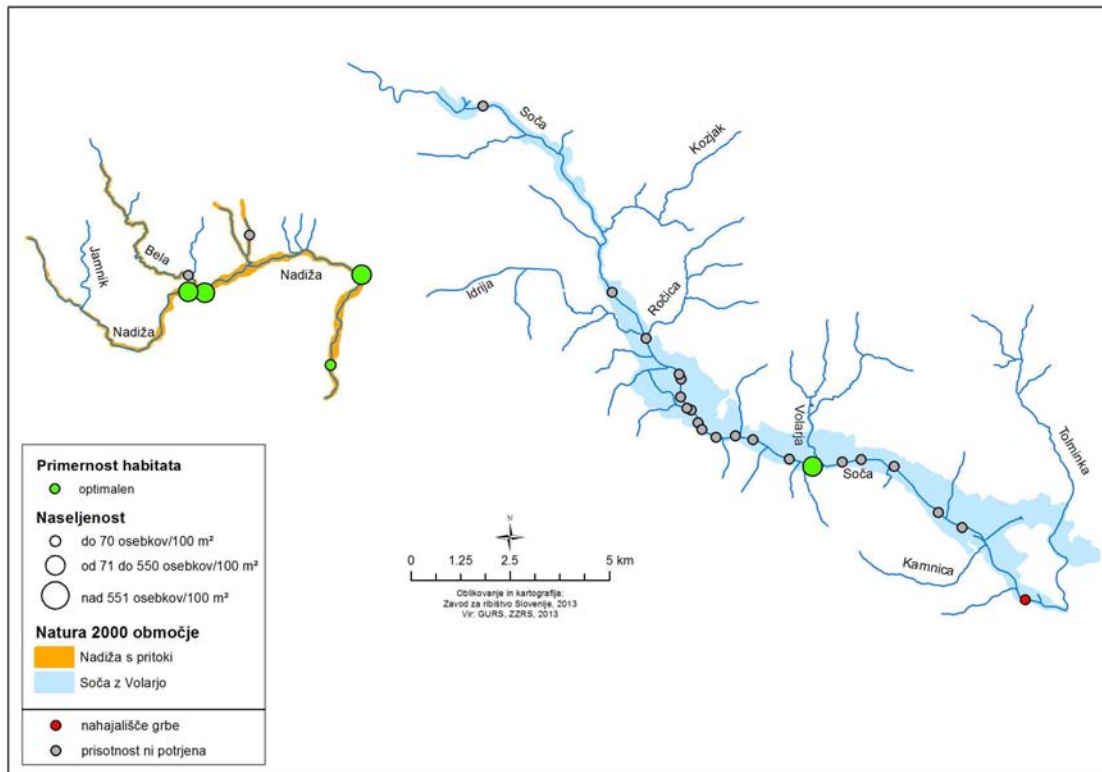 Soča
Kozjak
Jamnik
Bela
Nadiža
Nadiža
Idrija
Ročica
Volarja
Soča
Tolminka
Kamnica
Primernost habitata
optimalen
Naseljenost
do 70 osebkov/100 m²
od 71 do 550 osebkov/100 m²
nad 551 osebkov/100 m²
Natura 2000 območje
Nadiža s pritoki
Soča z Volarjo
nahajališče grbe
prisotnost ni potrjena
N
0 1.25 2.5 5 km
Oblikovanje in kartografija:
Zavod za ribištvo Slovenije, 2013
Vir: GURS, ZZRS, 2013